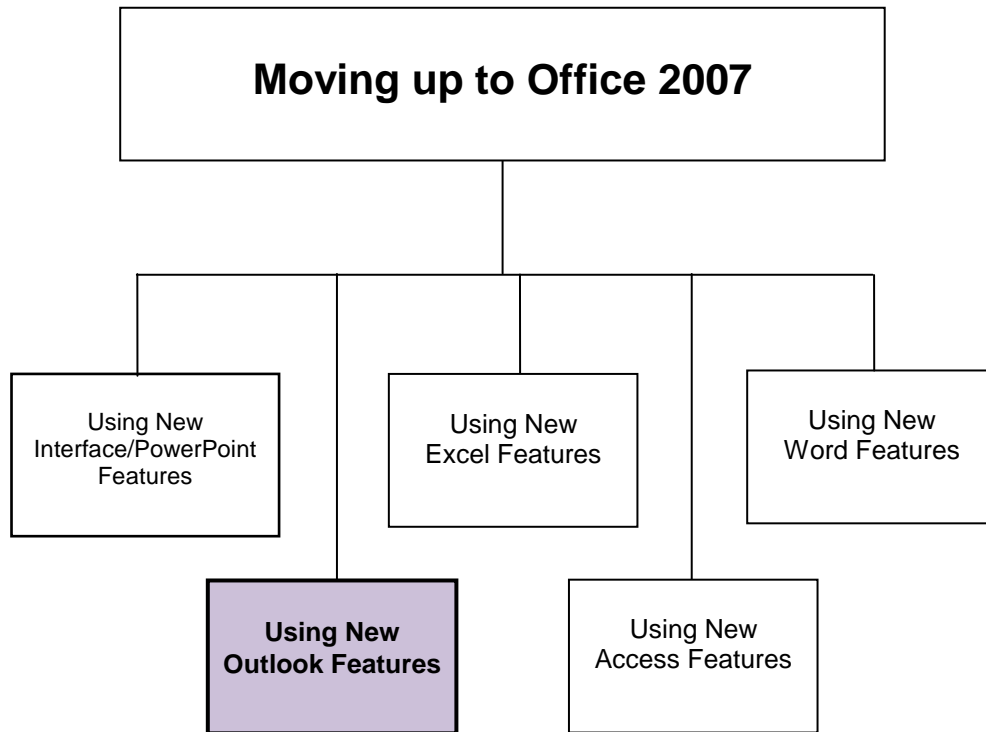 Moving up to Office 2007
Using New
Interface/PowerPoint
Features
Using New
Excel Features
Using New
Word Features
Using New
Outlook Features
Using New
Access Features